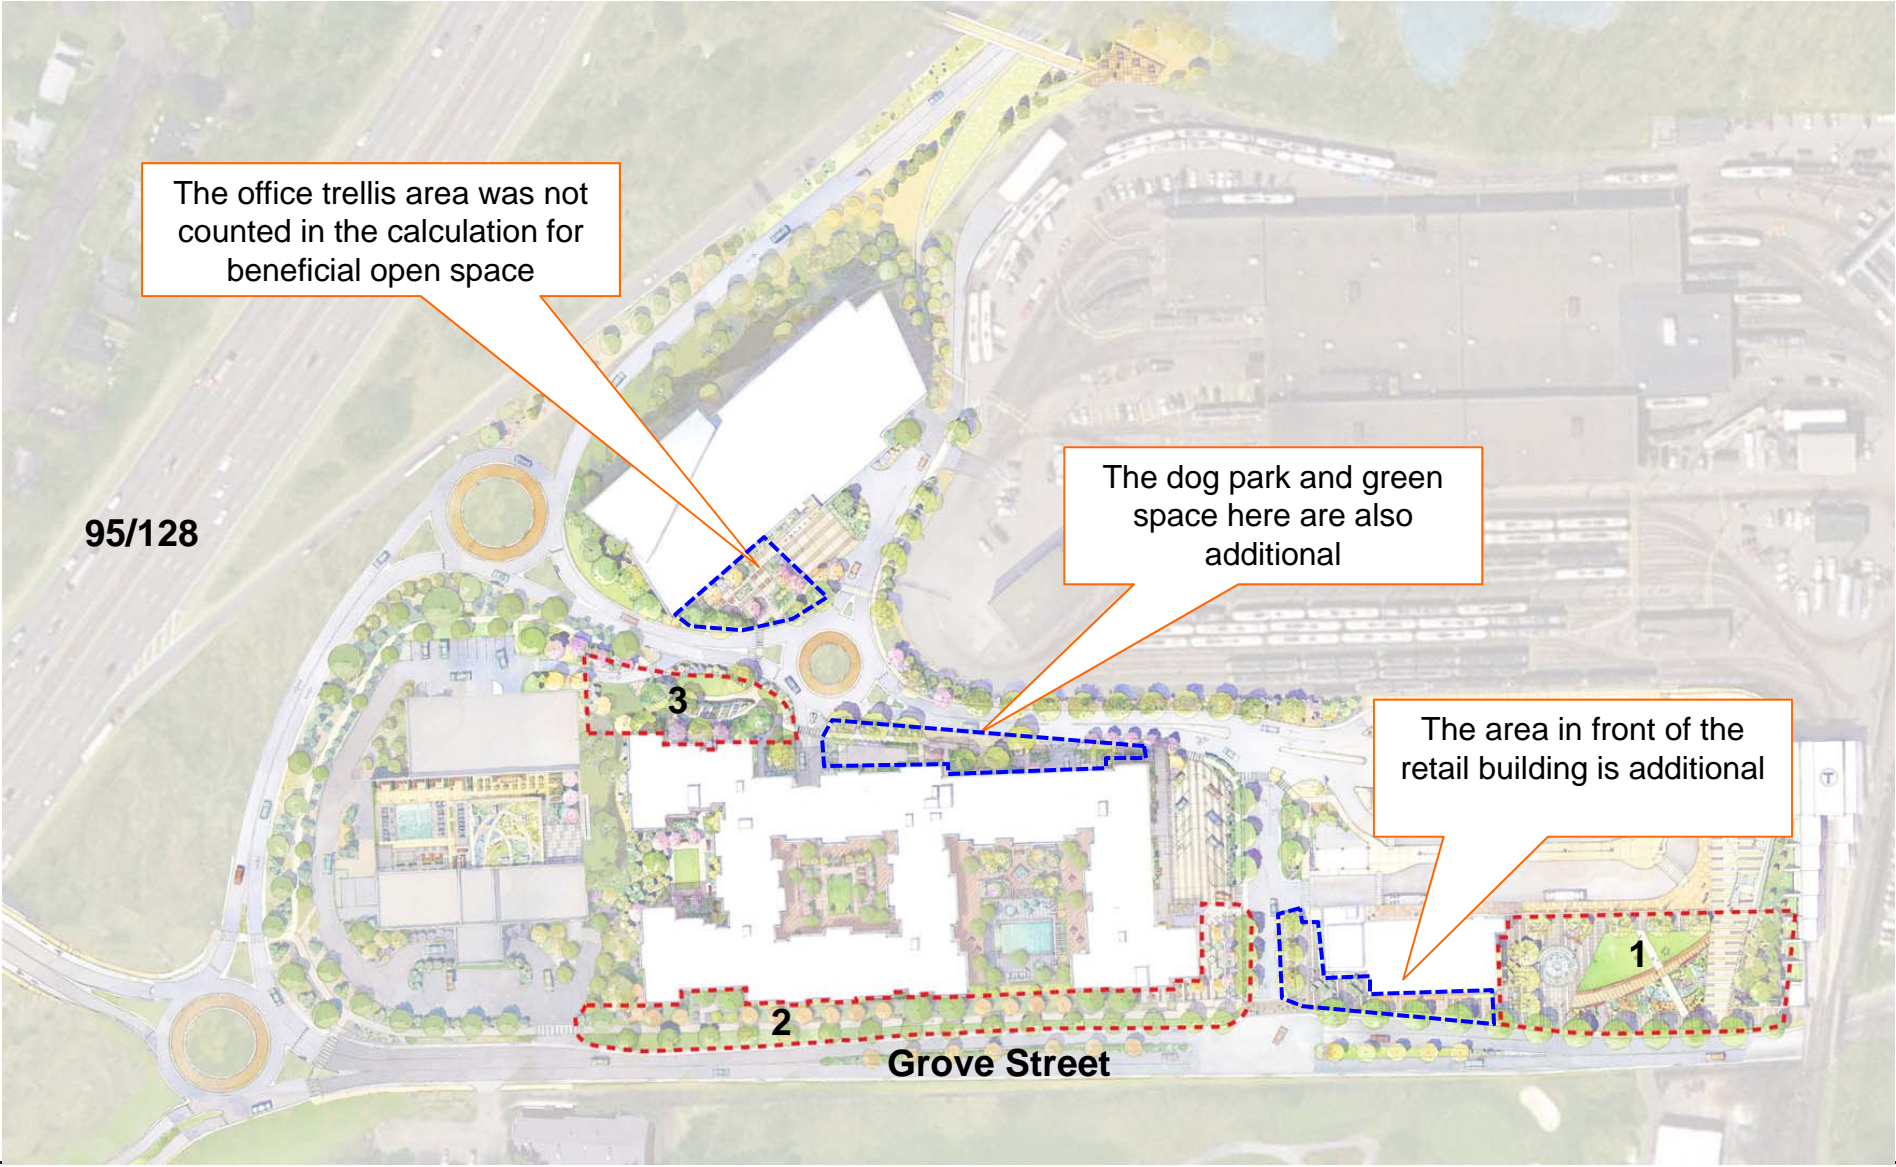 The office trellis area was not
counted in the calculation for
beneficial open space
95/128
The dog park and green
space here are also
additional
The area in front of the
retail building is additional
T
3
1
2
Grove Street